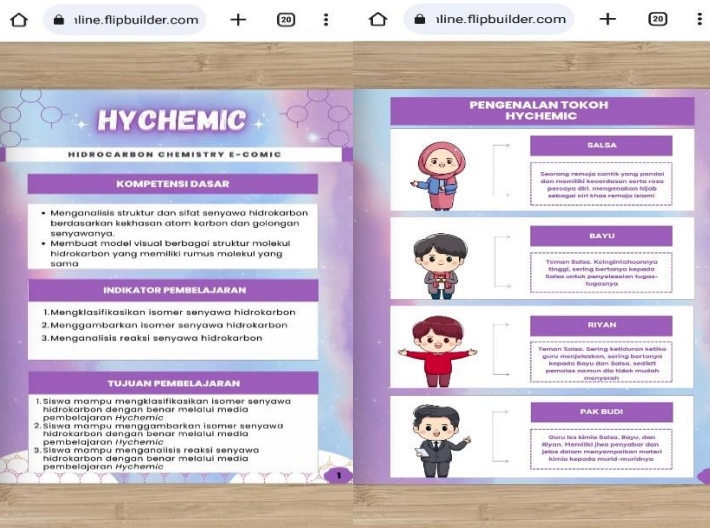 ıline.flipbuilder.com
20
HYCHEMIC
HIDROCARBON CHEMISTRY E-COMIC
KOMPETENSI DASAR
• Menganalisis struktur dan sifat senyawa hidrokarbon
berdasarkan kekhasan atom karbon dan golongan
senyawanya.
• Membuat model visual berbagai struktur molekul
hidrokarbon yang memiliki rumus molekul yang
sama
INDIKATOR PEMBELAJARAN
1.Mengklasifikasikan isomer senyawa hidrokarbon
2.Menggambarkan isomer senyawa hidrokarbon
3.Menganalisis reaksi senyawa hidrokarbon
TUJUAN PEMBELAJARAN
1.Siswa mampu mengklasifikasikan isomer senyawa
hidrokarbon dengan benar melalui media
pembelajaran Hychemic
2.Siswa mampu menggambarkan isomer senyawa
hidrokarbon dengan benar melalui media
pembelajaran Hychemic
3.Siswa mampu menganalisis reaksi senyawa
hidrokarbon dengan benar melalui media
pembelajaran Hychemic
1
ıline.flipbuilder.com
20
PENGENALAN TOKOH
HYCHEMIC
SALSA
Seorang remaja cantik yang pandai
dan memiliki kecerdasan serta rasa
percaya diri, mengenakan hijab
sebagai ciri khas remaja islami
BAYU
Teman Salsa. Keingintahuannya
tinggi, sering bertanya kepada
Salsa untuk penyelesaian tugas-
tugasnya
RIYAN
Teman Salsa. Sering ketiduran ketika
guru menjelaskan, sering bertanya
kepada Bayu dan Salsa, sedikit
pemalas namun dia tidak mudah
menyerah
PAK BUDI
Guru les kimia Salsa, Bayu, dan
Riyan. Memiliki jiwa penyabar dan
jelas dalam menyampaikan materi
kimia kepada murid-muridnya